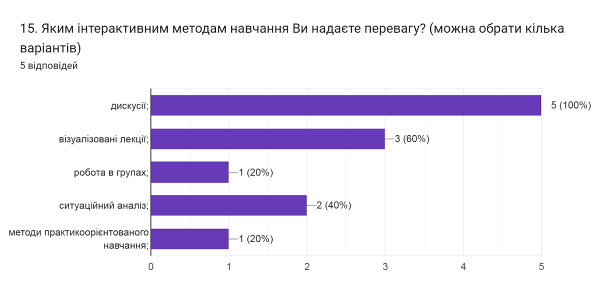 15. Яким інтерактивним методам навчання Ви надаєте перевагу? (можна обрати кілька
варіантів)
5 відповідей
дискусії;
5 (100%)
візуалізовані лекції;
3 (60%)
робота в групах;
1 (20%)
ситуаційний аналіз;
2 (40%)
методи практикоорієнтованого
навчання;
1 (20%)
0 1 2 3 4 5